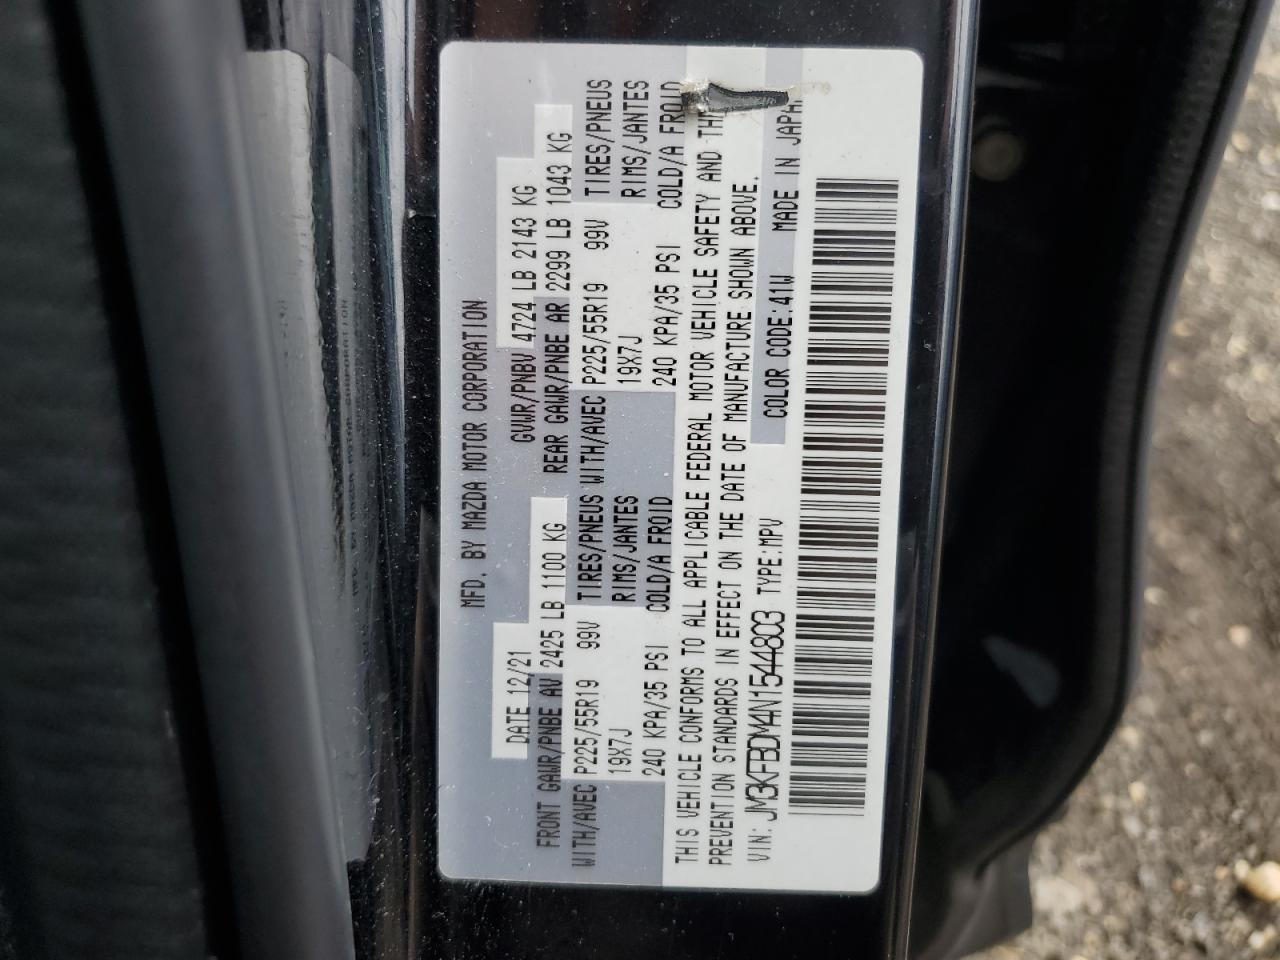 MFD. BY MAZDA MOTOR CORPORATION
DATE 12/21 GVWR/PNBV 4724 LB 2143 KG
FRONT GAWR/PNBE AV 2425 LB 1100 KG REAR GAWR/PNBE AR 2299 LB 1043 KG
WITH/AVEC P225/55R19 99V TIRES/PNEUS WITH/AVEC P225/55R19 99V TIRES/PNEUS
19X7J RIMS/JANTES 19X7J RIMS/JANTES
240 KPA/35 PSI COLD/A FROID 240 KPA/35 PSI COLD/A FROID
THIS VEHICLE CONFORMS TO ALL APPLICABLE FEDERAL MOTOR VEHICLE SAFETY AND
PREVENTION STANDARDS IN EFFECT ON THE DATE OF MANUFACTURE SHOWN ABOVE.
VIN: JM3KFBDM4N1544803 TYPE:MPV COLOR CODE:41W MADE IN JAPA